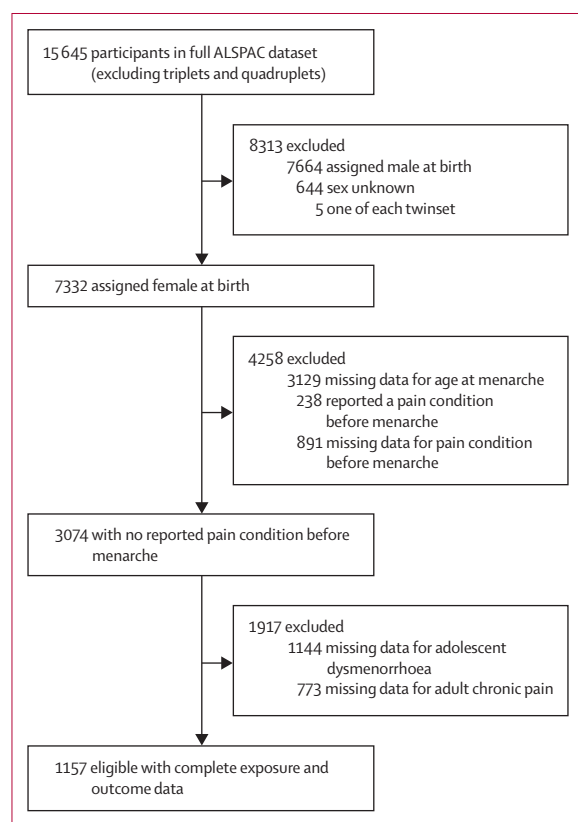 15 645 participants in full ALSPAC dataset
(excluding triplets and quadruplets)
8313 excluded
7664 assigned male at birth
644 sex unknown
5 one of each twinset
7332 assigned female at birth
4258 excluded
3129 missing data for age at menarche
238 reported a pain condition
before menarche
891 missing data for pain condition
before menarche
3074 with no reported pain condition before
menarche
1917 excluded
1144 missing data for adolescent
dysmenorrhoea
773 missing data for adult chronic pain
1157 eligible with complete exposure and
outcome data